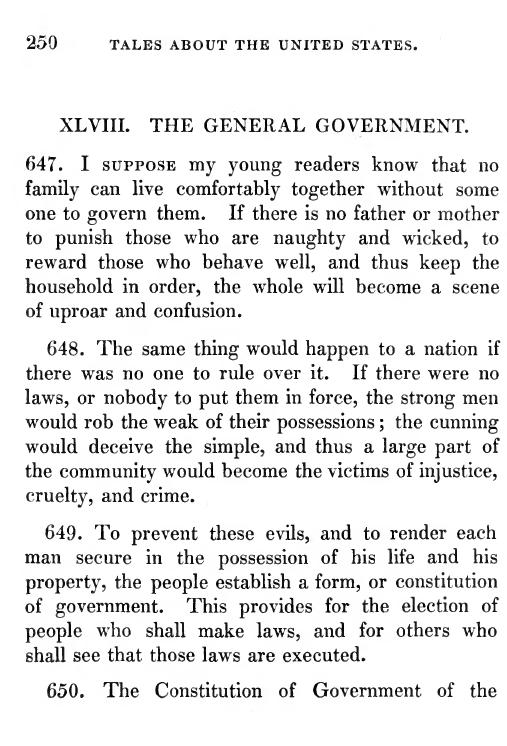 250 TALES ABOUT THE UNITED STATES.
XLVIII. THE GENERAL GOVERNMENT.
647. I SUPPOSE my young readers know that no
family can live comfortably together without some
one to govern them. If there is no father or mother
to punish those who are naughty and wicked, to
reward those who behave well, and thus keep the
household in order, the whole will become a scene
of uproar and confusion.
648. The same thing would happen to a nation if
there was no one to rule over it. If there were no
laws, or nobody to put them in force, the strong men
would rob the weak of their possessions; the cunning
would deceive the simple, and thus a large part of
the community would become the victims of injustice,
cruelty, and crime.
649. To prevent these evils, and to render each
man secure in the possession of his life and his
property, the people establish a form, or constitution
of government. This provides for the election of
people who shall make laws, and for others who
shall see that those laws are executed.
650. The Constitution of Government of the